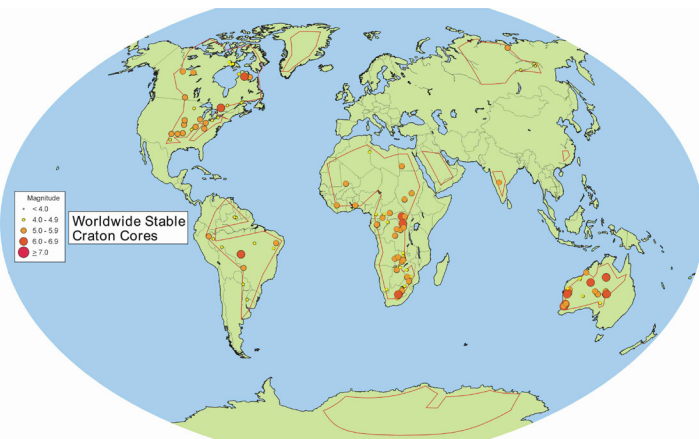 Magnitude
< 4.0
4.0 - 4.9
5.0 - 5.9
6.0 - 6.9
≥ 7.0
Worldwide Stable
Craton Cores